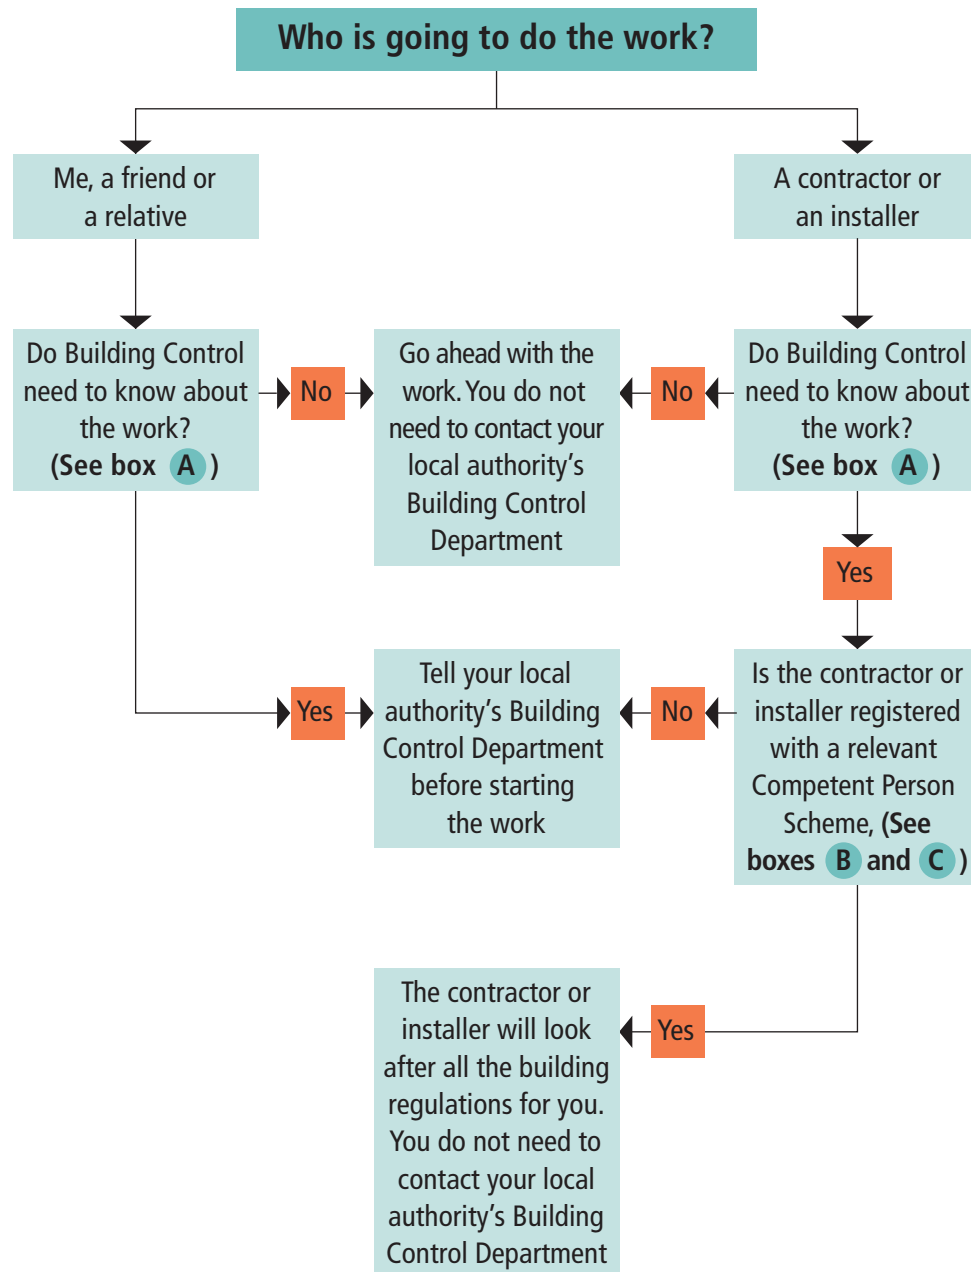 Who is going to do the work?
Me, a friend or
a relative
A contractor or
an installer
Do Building Control
need to know about
the work?
(See box A )
No
Go ahead with the
work. You do not
need to contact your
local authority's
Building Control
Department
No
Do Building Control
need to know about
the work?
(See box A )
Yes
Yes
Tell your local
authority's Building
Control Department
before starting
the work
No
Is the contractor or
installer registered
with a relevant
Competent Person
Scheme, (See
boxes B and C )
The contractor or
installer will look
after all the building
regulations for you.
You do not need to
contact your local
authority's Building
Control Department
Yes